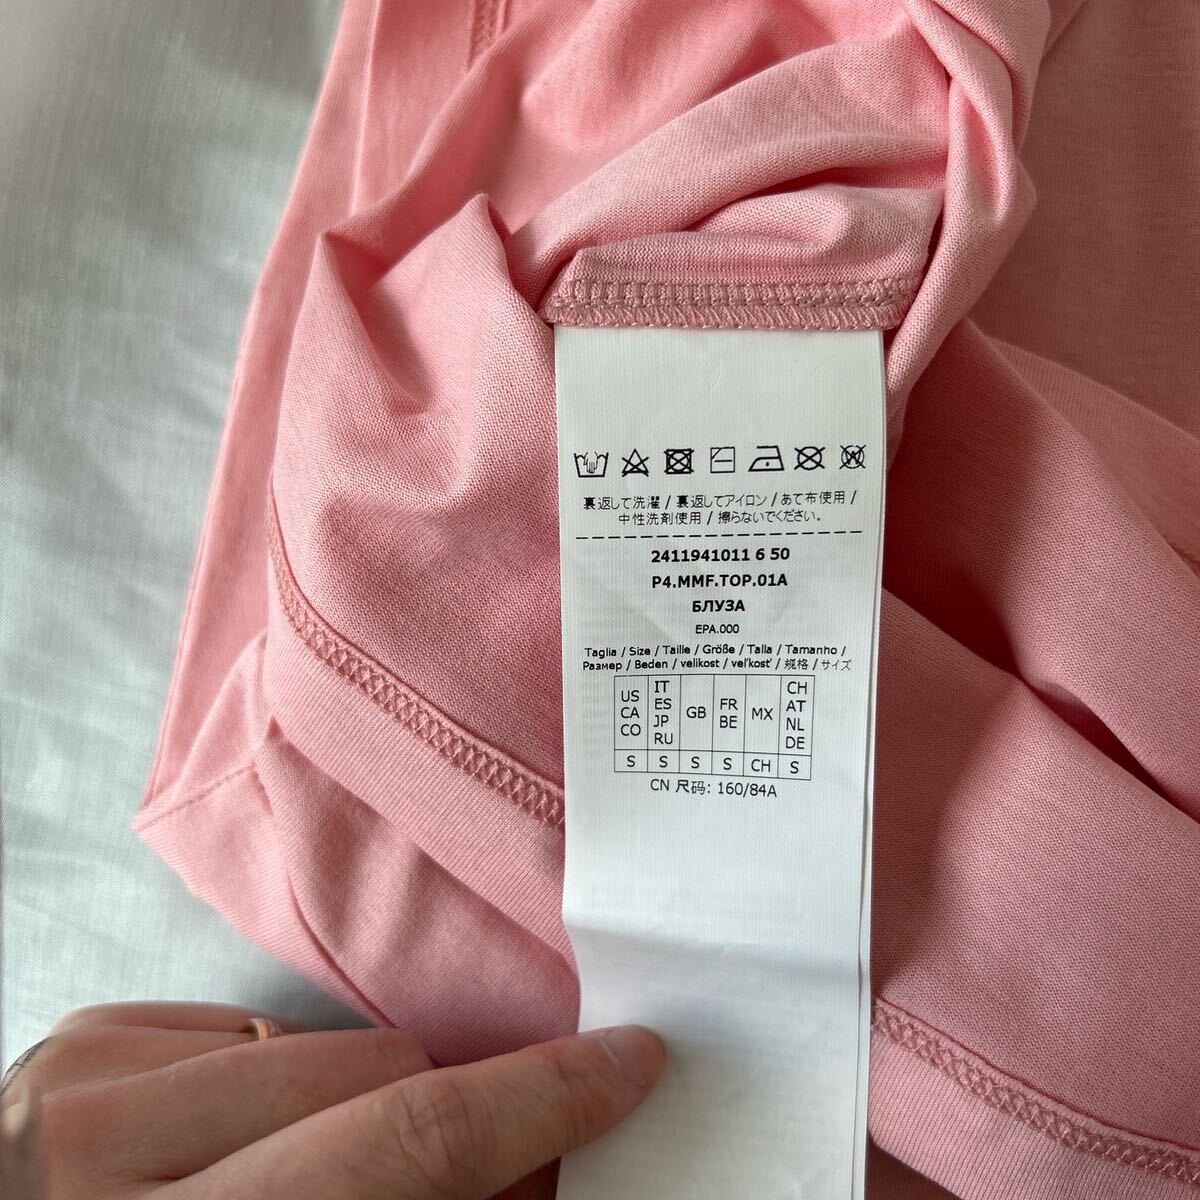 裏返して洗濯 / 裏返してアイロン / あて布使用 /
中性洗剤使用 / 擦らないでください。
2411941011 6 50
P4.MMF.TOP.01A
БЛУЗА
EPA.000
Taglia / Size / Taille / Größe / Talla / Tamanho /
Размер / Beden / velikost / veľkosť / 规格 / サイズ
US CA CO IT ES JP RU GB FR BE MX CH AT NL DE
S S S S CH S
CN 尺码: 160/84A